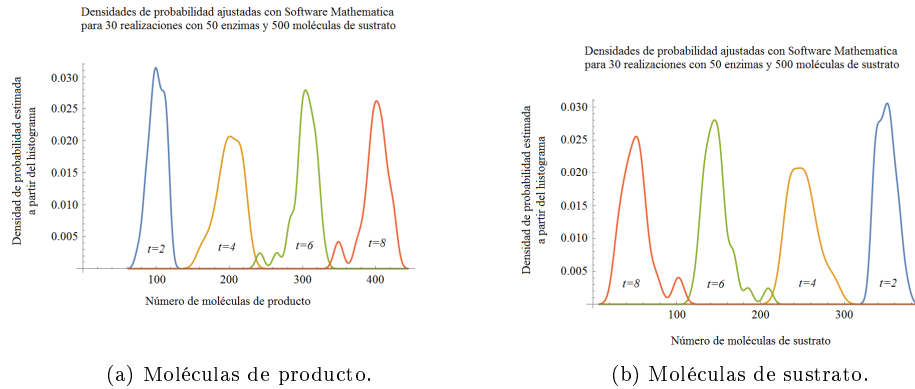 Densidades de probabilidad ajustadas con Software Mathematica
para 30 realizaciones con 50 enzimas y 500 moléculas de sustrato
Densidad de probabilidad estimada
a partir del histograma
0.030
0.025
0.020
0.015
0.010
0.005
t=2
t=4
t=6
t=8
100
200
300
400
Número de moléculas de producto
(a) Moléculas de producto.
Densidades de probabilidad ajustadas con Software Mathematica
para 30 realizaciones con 50 enzimas y 500 moléculas de sustrato
Densidad de probabilidad estimada
a partir del histograma
0.030
0.025
0.020
0.015
0.010
0.005
t=8
t=6
t=4
t=2
100
200
300
Número de moléculas de sustrato
(b) Moléculas de sustrato.